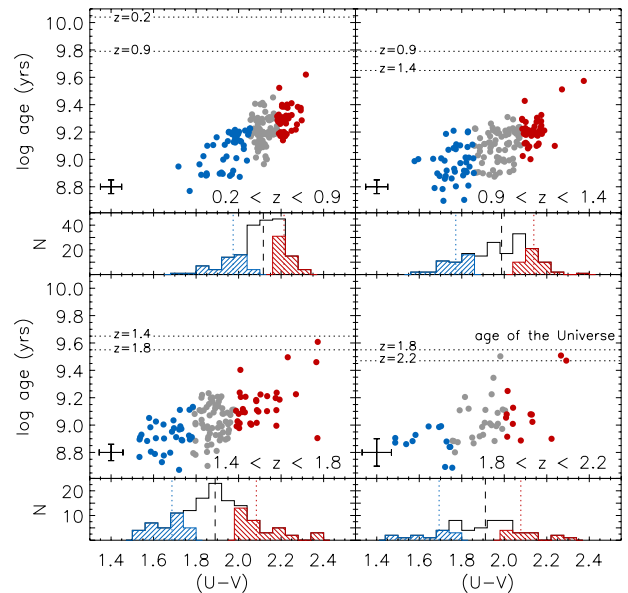 10.0
9.8
9.6
9.4
9.2
9.0
8.8
log age (yrs)
z=0.2
z=0.9
0.2 < z < 0.9
z=0.9
z=1.4
0.9 < z < 1.4
40
20
N
10.0
9.8
9.6
9.4
9.2
9.0
8.8
log age (yrs)
z=1.4
z=1.8
1.4 < z < 1.8
age of the Universe
z=1.8
z=2.2
1.8 < z < 2.2
20
10
N
1.4 1.6 1.8 2.0 2.2 2.4
(U-V)
1.4 1.6 1.8 2.0 2.2 2.4
(U-V)